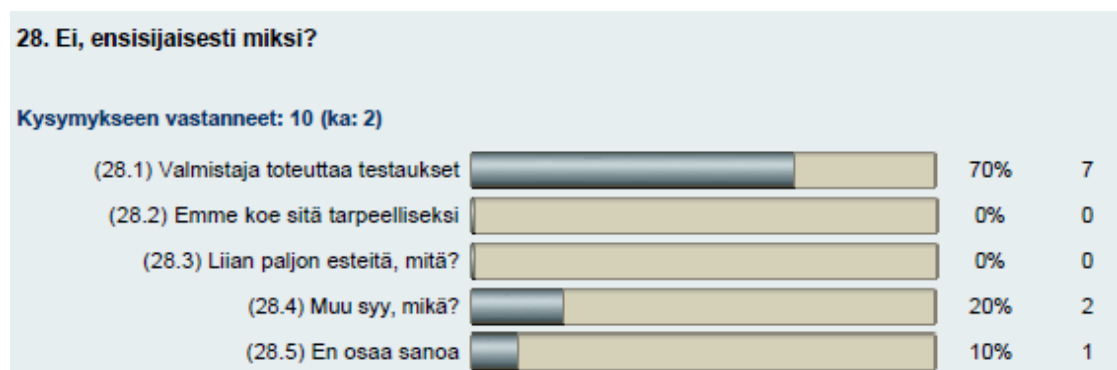 28. Ei, ensisijaisesti miksi?
Kysymykseen vastanneet: 10 (ka: 2)
(28.1) Valmistaja toteuttaa testaukset 70% 7
(28.2) Emme koe sitä tarpeelliseksi 0% 0
(28.3) Liian paljon esteitä, mitä? 0% 0
(28.4) Muu syy, mikä? 20% 2
(28.5) En osaa sanoa 10% 1